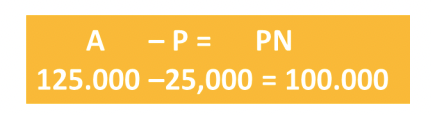 A – P = PN
125.000 –25,000 = 100.000